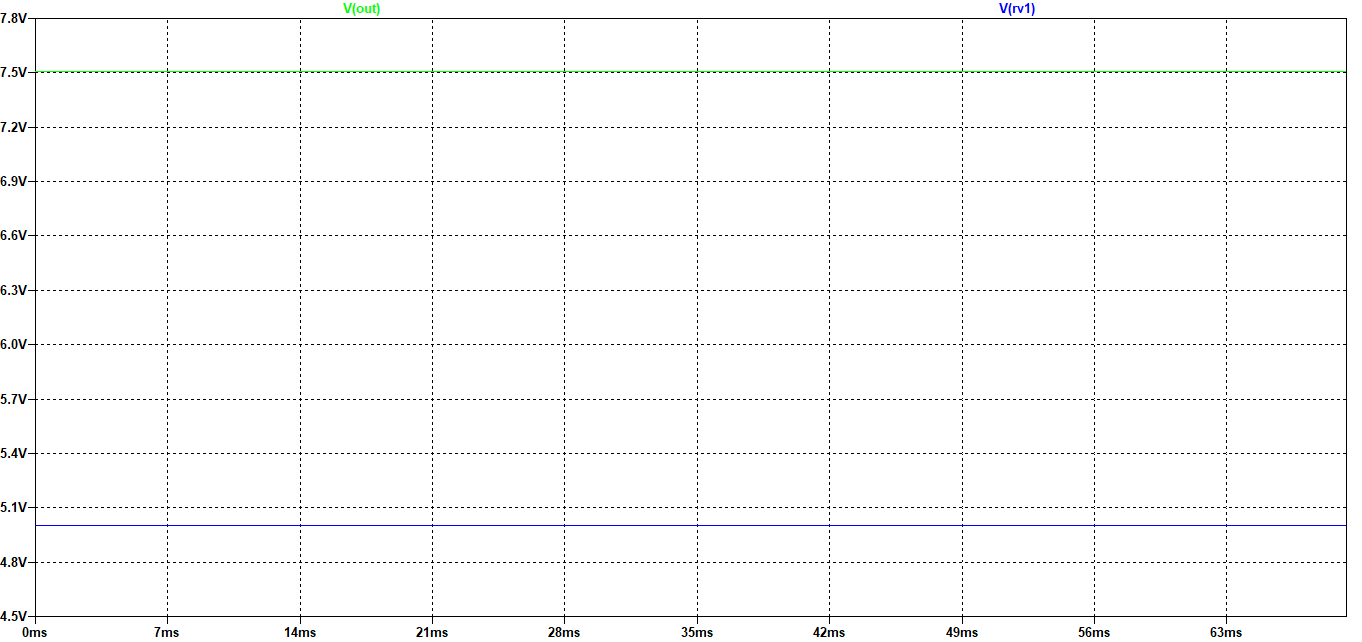 V(out) V(rv1)
7.8V
7.5V
7.2V
6.9V
6.6V
6.3V
6.0V
5.7V
5.4V
5.1V
4.8V
4.5V
0ms 7ms 14ms 21ms 28ms 35ms 42ms 49ms 56ms 63ms